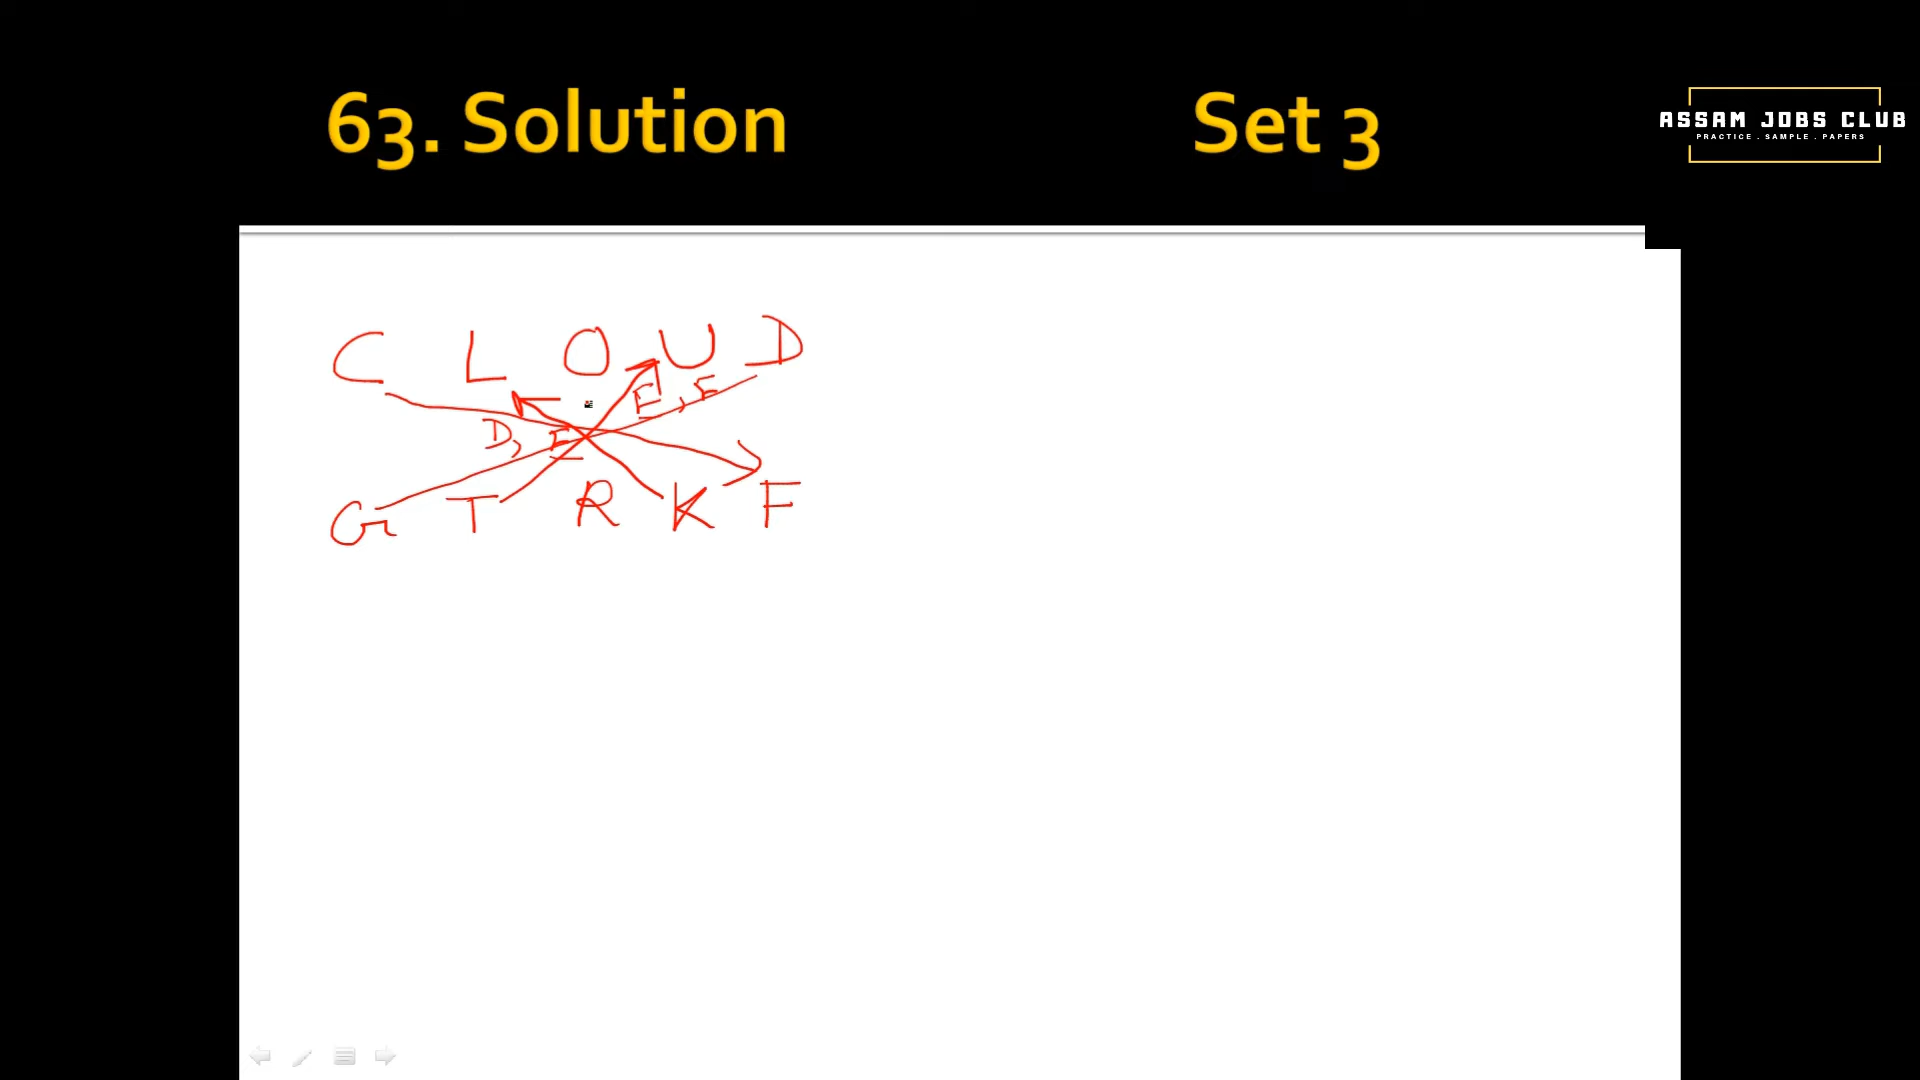 63. Solution Set 3
ASSAM JOBS CLUB
PRACTICE . SAMPLE . PAPERS
C L O U D
E, F
D, E
G T R K F